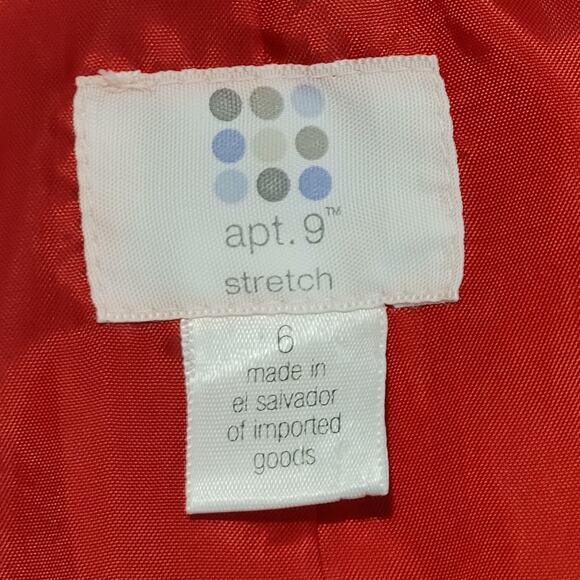 apt. 9™
stretch
6
made in
el salvador
of imported
goods